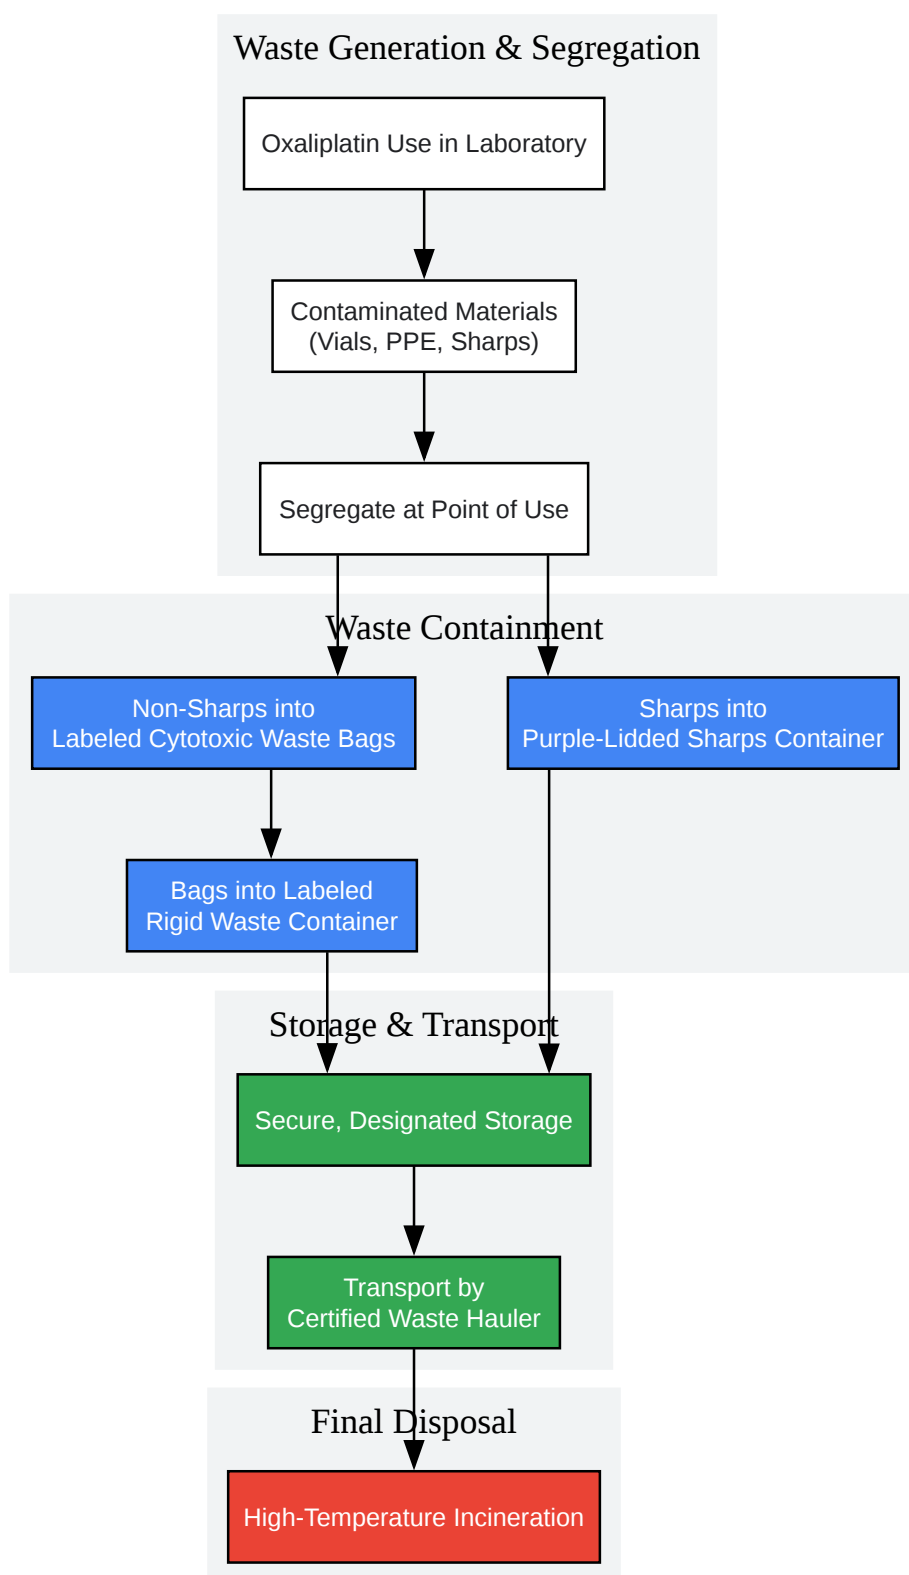 Waste Generation & Segregation
Oxaliplatin Use in Laboratory
Contaminated Materials
(Vials, PPE, Sharps)
Segregate at Point of Use
Waste Containment
Non-Sharps into
Labeled Cytotoxic Waste Bags
Sharps into
Purple-Lidded Sharps Container
Bags into Labeled
Rigid Waste Container
Storage & Transport
Secure, Designated Storage
Transport by
Certified Waste Hauler
Final Disposal
High-Temperature Incineration